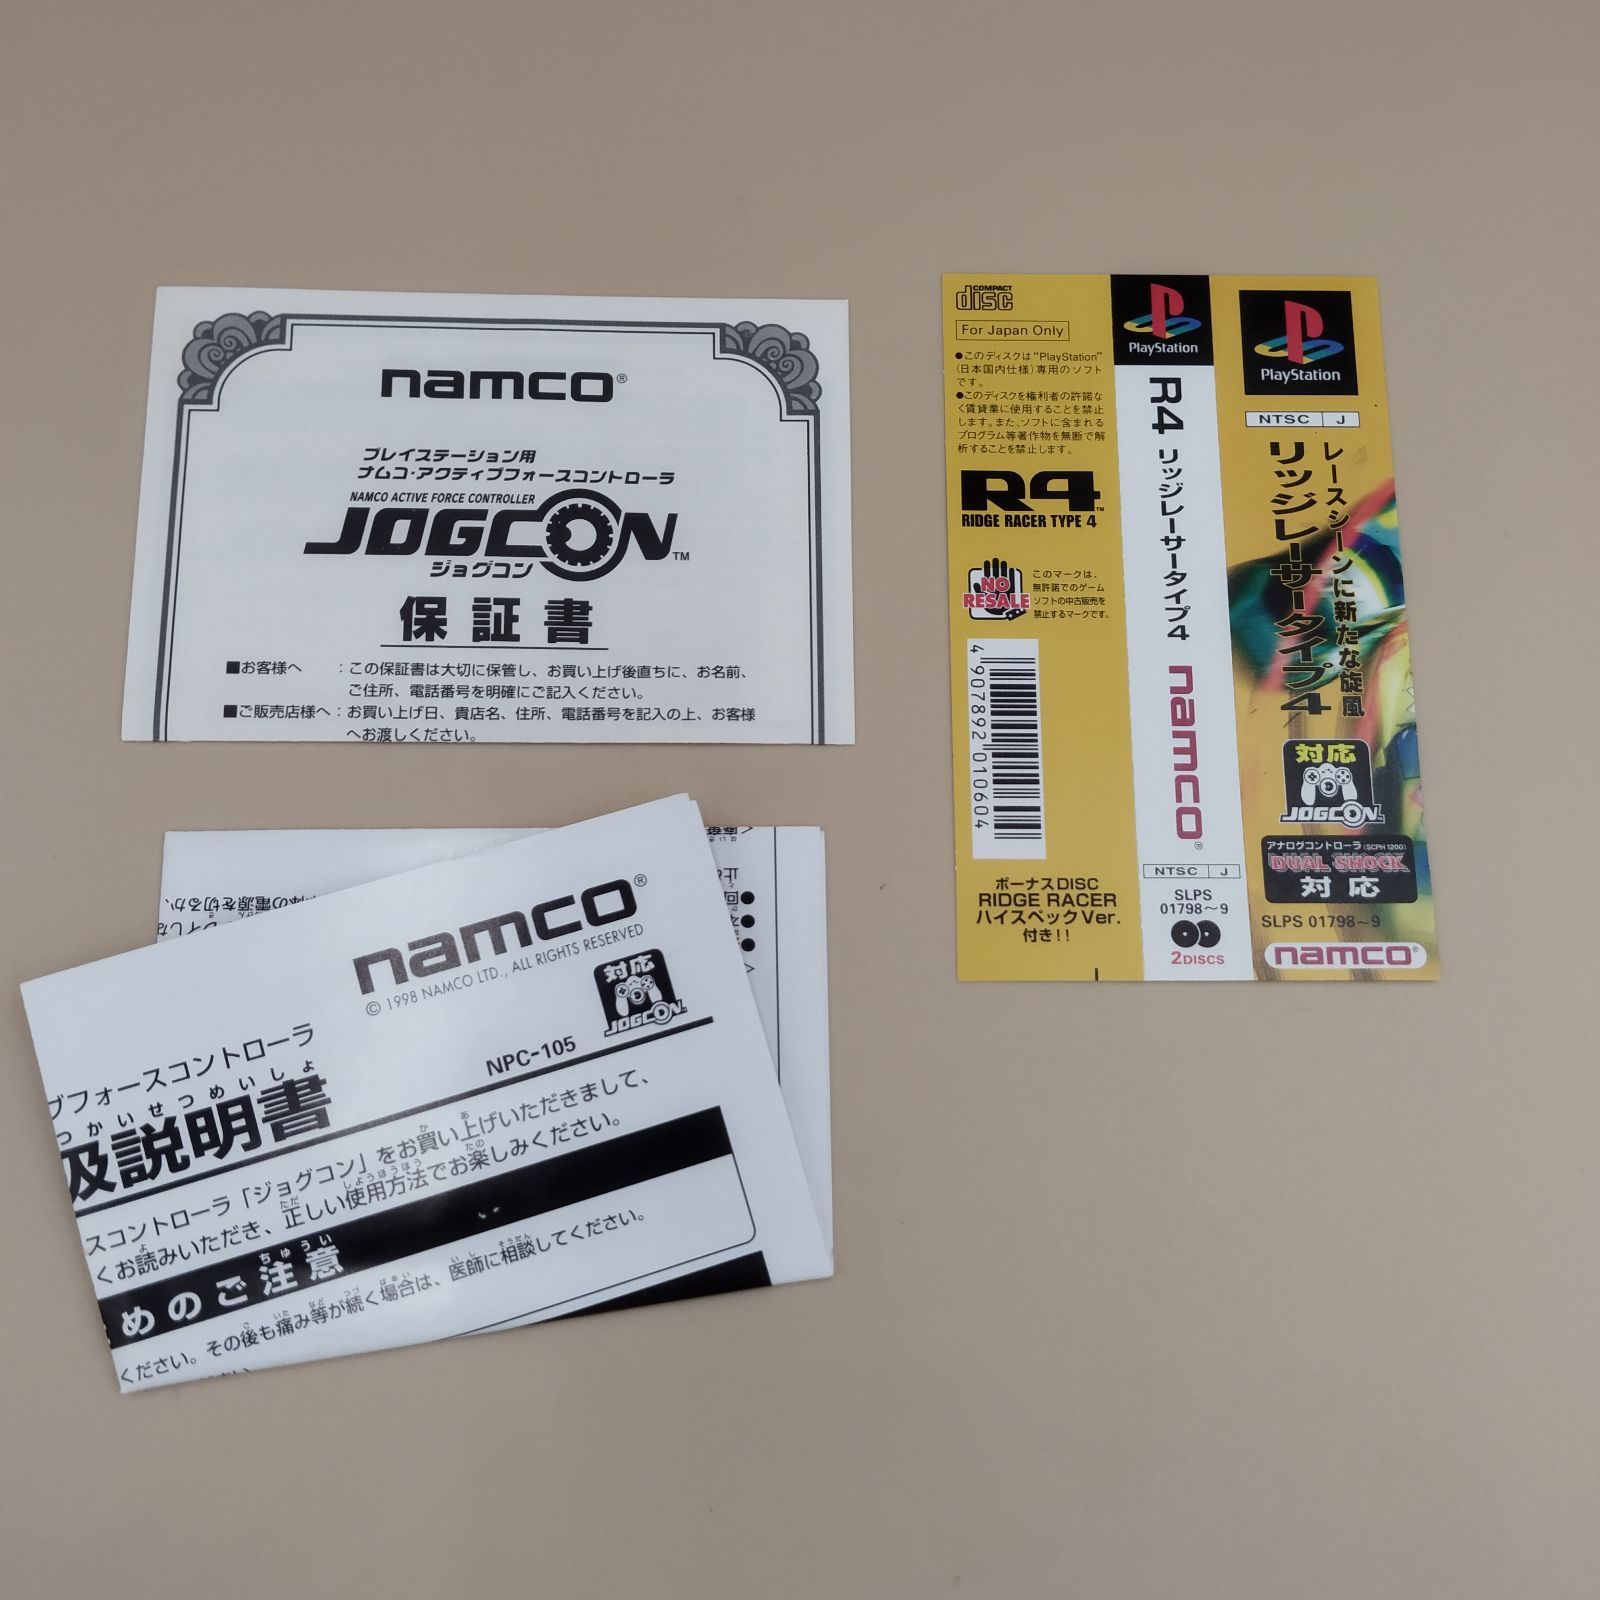 namco®
プレイステーション用
ナムコ・アクティブフォースコントローラ
NAMCO ACTIVE FORCE CONTROLLER
JOGCON™
ジョグコン
保証書
■お客様へ：この保証書は大切に保管し、お買い上げ後直ちに、お名前、
ご住所、電話番号を明確にご記入ください。
■ご販売店様へ：お買い上げ日、貴店名、住所、電話番号を記入の上、お客様
へお渡しください。
の電源を切るか、
namco®
© 1998 NAMCO LTD., ALL RIGHTS RESERVED
対応
JOGCON™
NPC-105
ブフォースコントローラ
つかいせつめいしょ
扱説明書
スコントローラ「ジョグコン」をお買い上げいただきまして、
くお読みいただき、正しい使用方法でお楽しみください。
めのご注意
ください。その後も痛み等が続く場合は、医師に相談してください。
COMPACT
disc
For Japan Only
●このディスクは“PlayStation”
（日本国内仕様）専用のソフト
です。
●このディスクを権利者の許諾な
く賃貸業に使用することを禁止
します。また、ソフトに含まれる
プログラム等著作物を無断で解
析することを禁止します。
R4™
RIDGE RACER TYPE 4
NO
RESALE
このマークは、
無許諾でのゲーム
ソフトの中古販売を
禁止するマークです。
4907892010604
ボーナスDISC
RIDGE RACER
ハイスペックVer.
付き!!
PlayStation
R4 リッジレーサータイプ4
namco®
NTSC J
SLPS
01798～9
2DISCS
PlayStation
NTSC J
レースシーンに新たな旋風
リッジレーサータイプ4
対応
JOGCON™
アナログコントローラ(SCPH1200)
DUAL SHOCK
対応
SLPS 01798～9
namco®